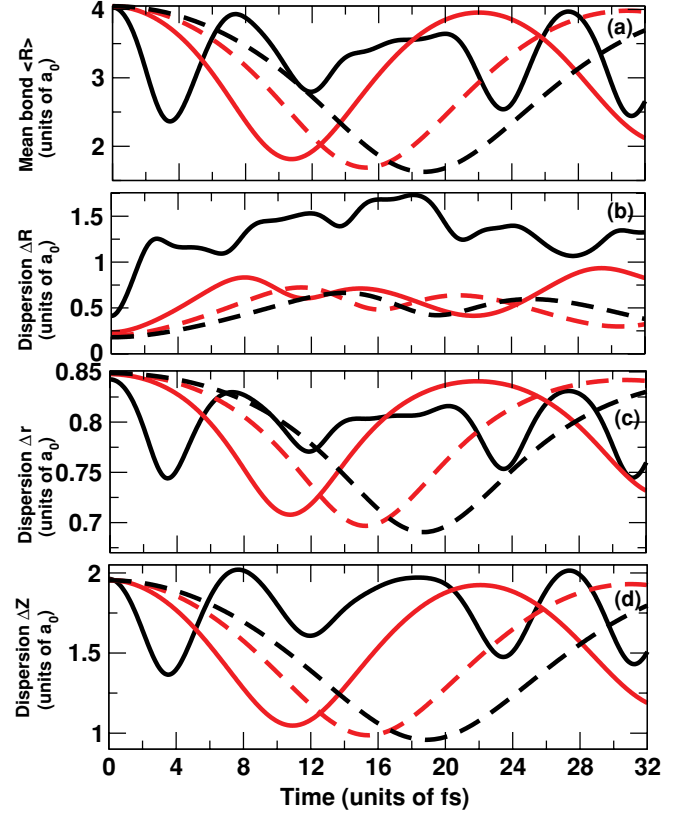 Mean bond <R>
(units of a0)
4
3
2
(a)
Dispersion ΔR
(units of a0)
1.5
1
0.5
0
(b)
Dispersion Δr
(units of a0)
0.85
0.8
0.75
0.7
(c)
Dispersion ΔZ
(units of a0)
2
1.5
1
(d)
0 4 8 12 16 20 24 28 32
Time (units of fs)